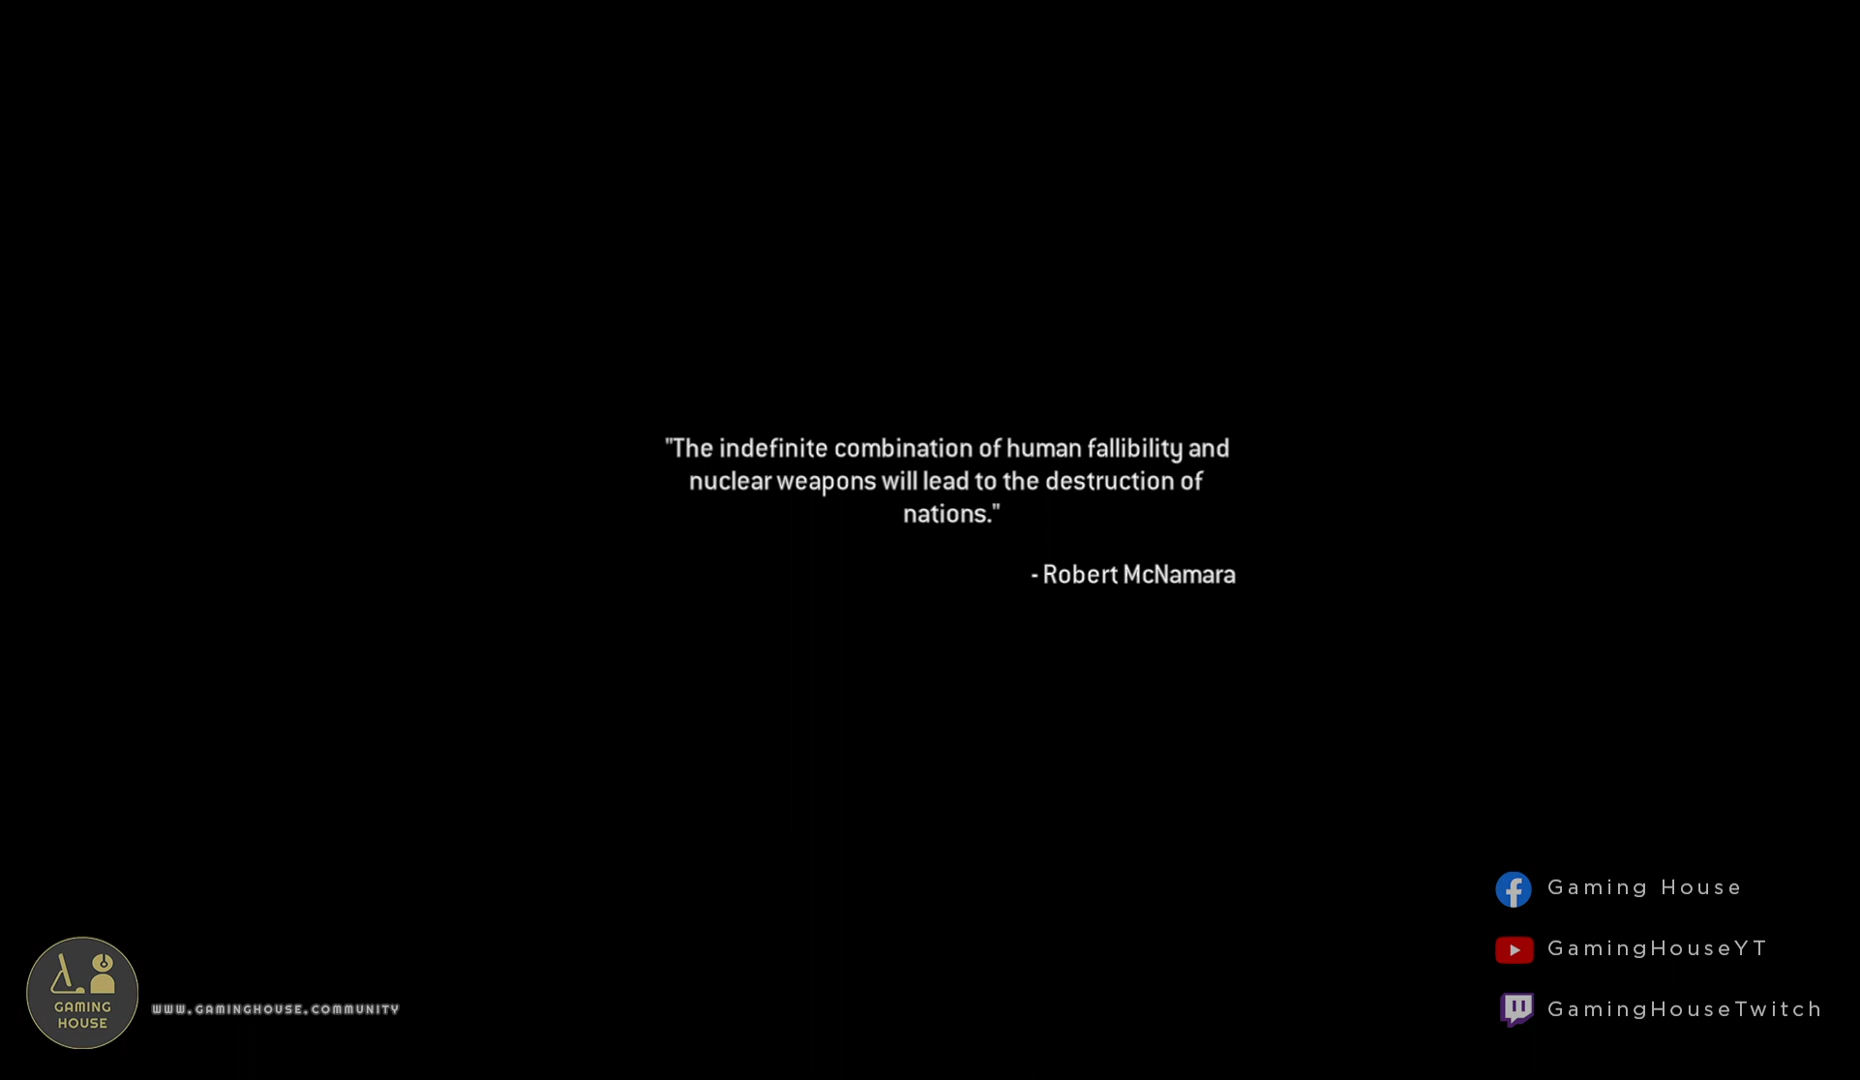 "The indefinite combination of human fallibility and
nuclear weapons will lead to the destruction of
nations."
- Robert McNamara
Gaming House
GamingHouseYT
GamingHouseTwitch
GAMING
HOUSE
WWW.GAMINGHOUSE.COMMUNITY